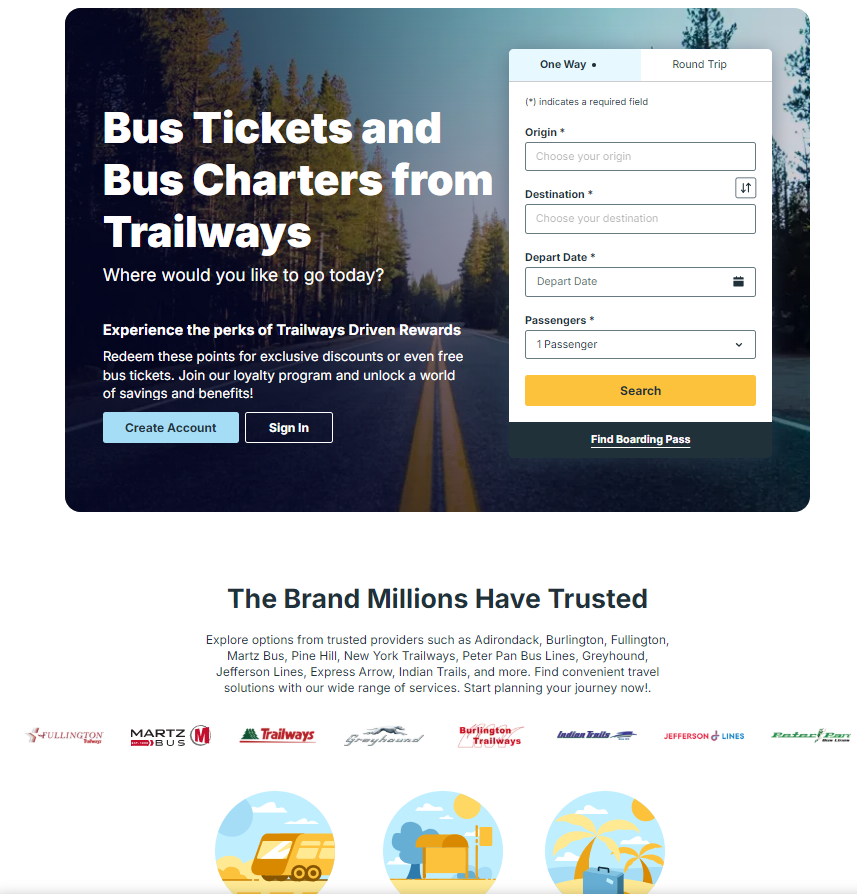 Bus Tickets and
Bus Charters from
Trailways
Where would you like to go today?
Experience the perks of Trailways Driven Rewards
Redeem these points for exclusive discounts or even free
bus tickets. Join our loyalty program and unlock a world
of savings and benefits!
Create Account
Sign In
One Way •
Round Trip
(*) indicates a required field
Origin *
Choose your origin
Destination *
Choose your destination
Depart Date *
Depart Date
Passengers *
1 Passenger
Search
Find Boarding Pass
The Brand Millions Have Trusted
Explore options from trusted providers such as Adirondack, Burlington, Fullington,
Martz Bus, Pine Hill, New York Trailways, Peter Pan Bus Lines, Greyhound,
Jefferson Lines, Express Arrow, Indian Trails, and more. Find convenient travel
solutions with our wide range of services. Start planning your journey now!.
FULLINGTON
Trailways
MARTZ
BUS
M
Trailways
Greyhound
Burlington
Trailways
Indian Trails
JEFFERSON LINES
Peter Pan
Bus Lines